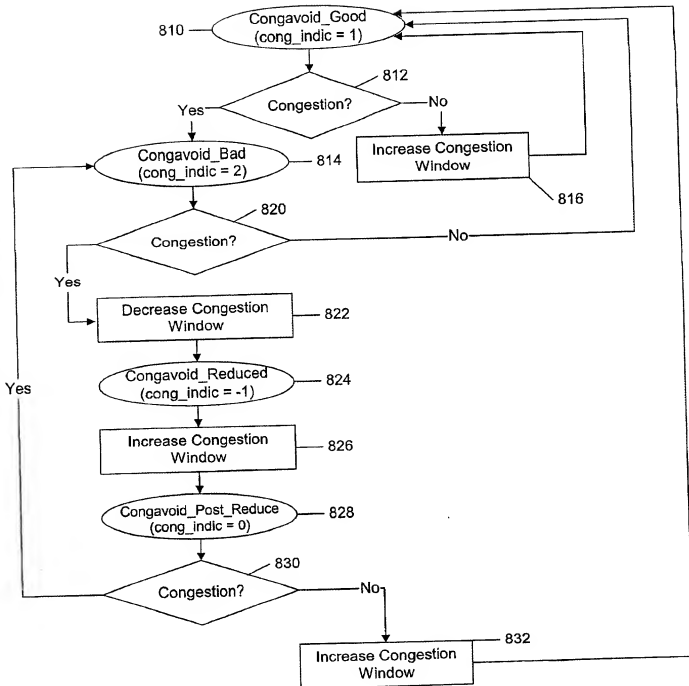 810
Congavoid_Good
(cong_indic = 1)
812
Congestion?
Yes
No
Congavoid_Bad
(cong_indic = 2)
814
Increase Congestion
Window
816
820
Congestion?
No
Yes
Decrease Congestion
Window
822
Yes
Congavoid_Reduced
(cong_indic = -1)
824
Increase Congestion
Window
826
Congavoid_Post_Reduce
(cong_indic = 0)
828
830
Congestion?
No
832
Increase Congestion
Window